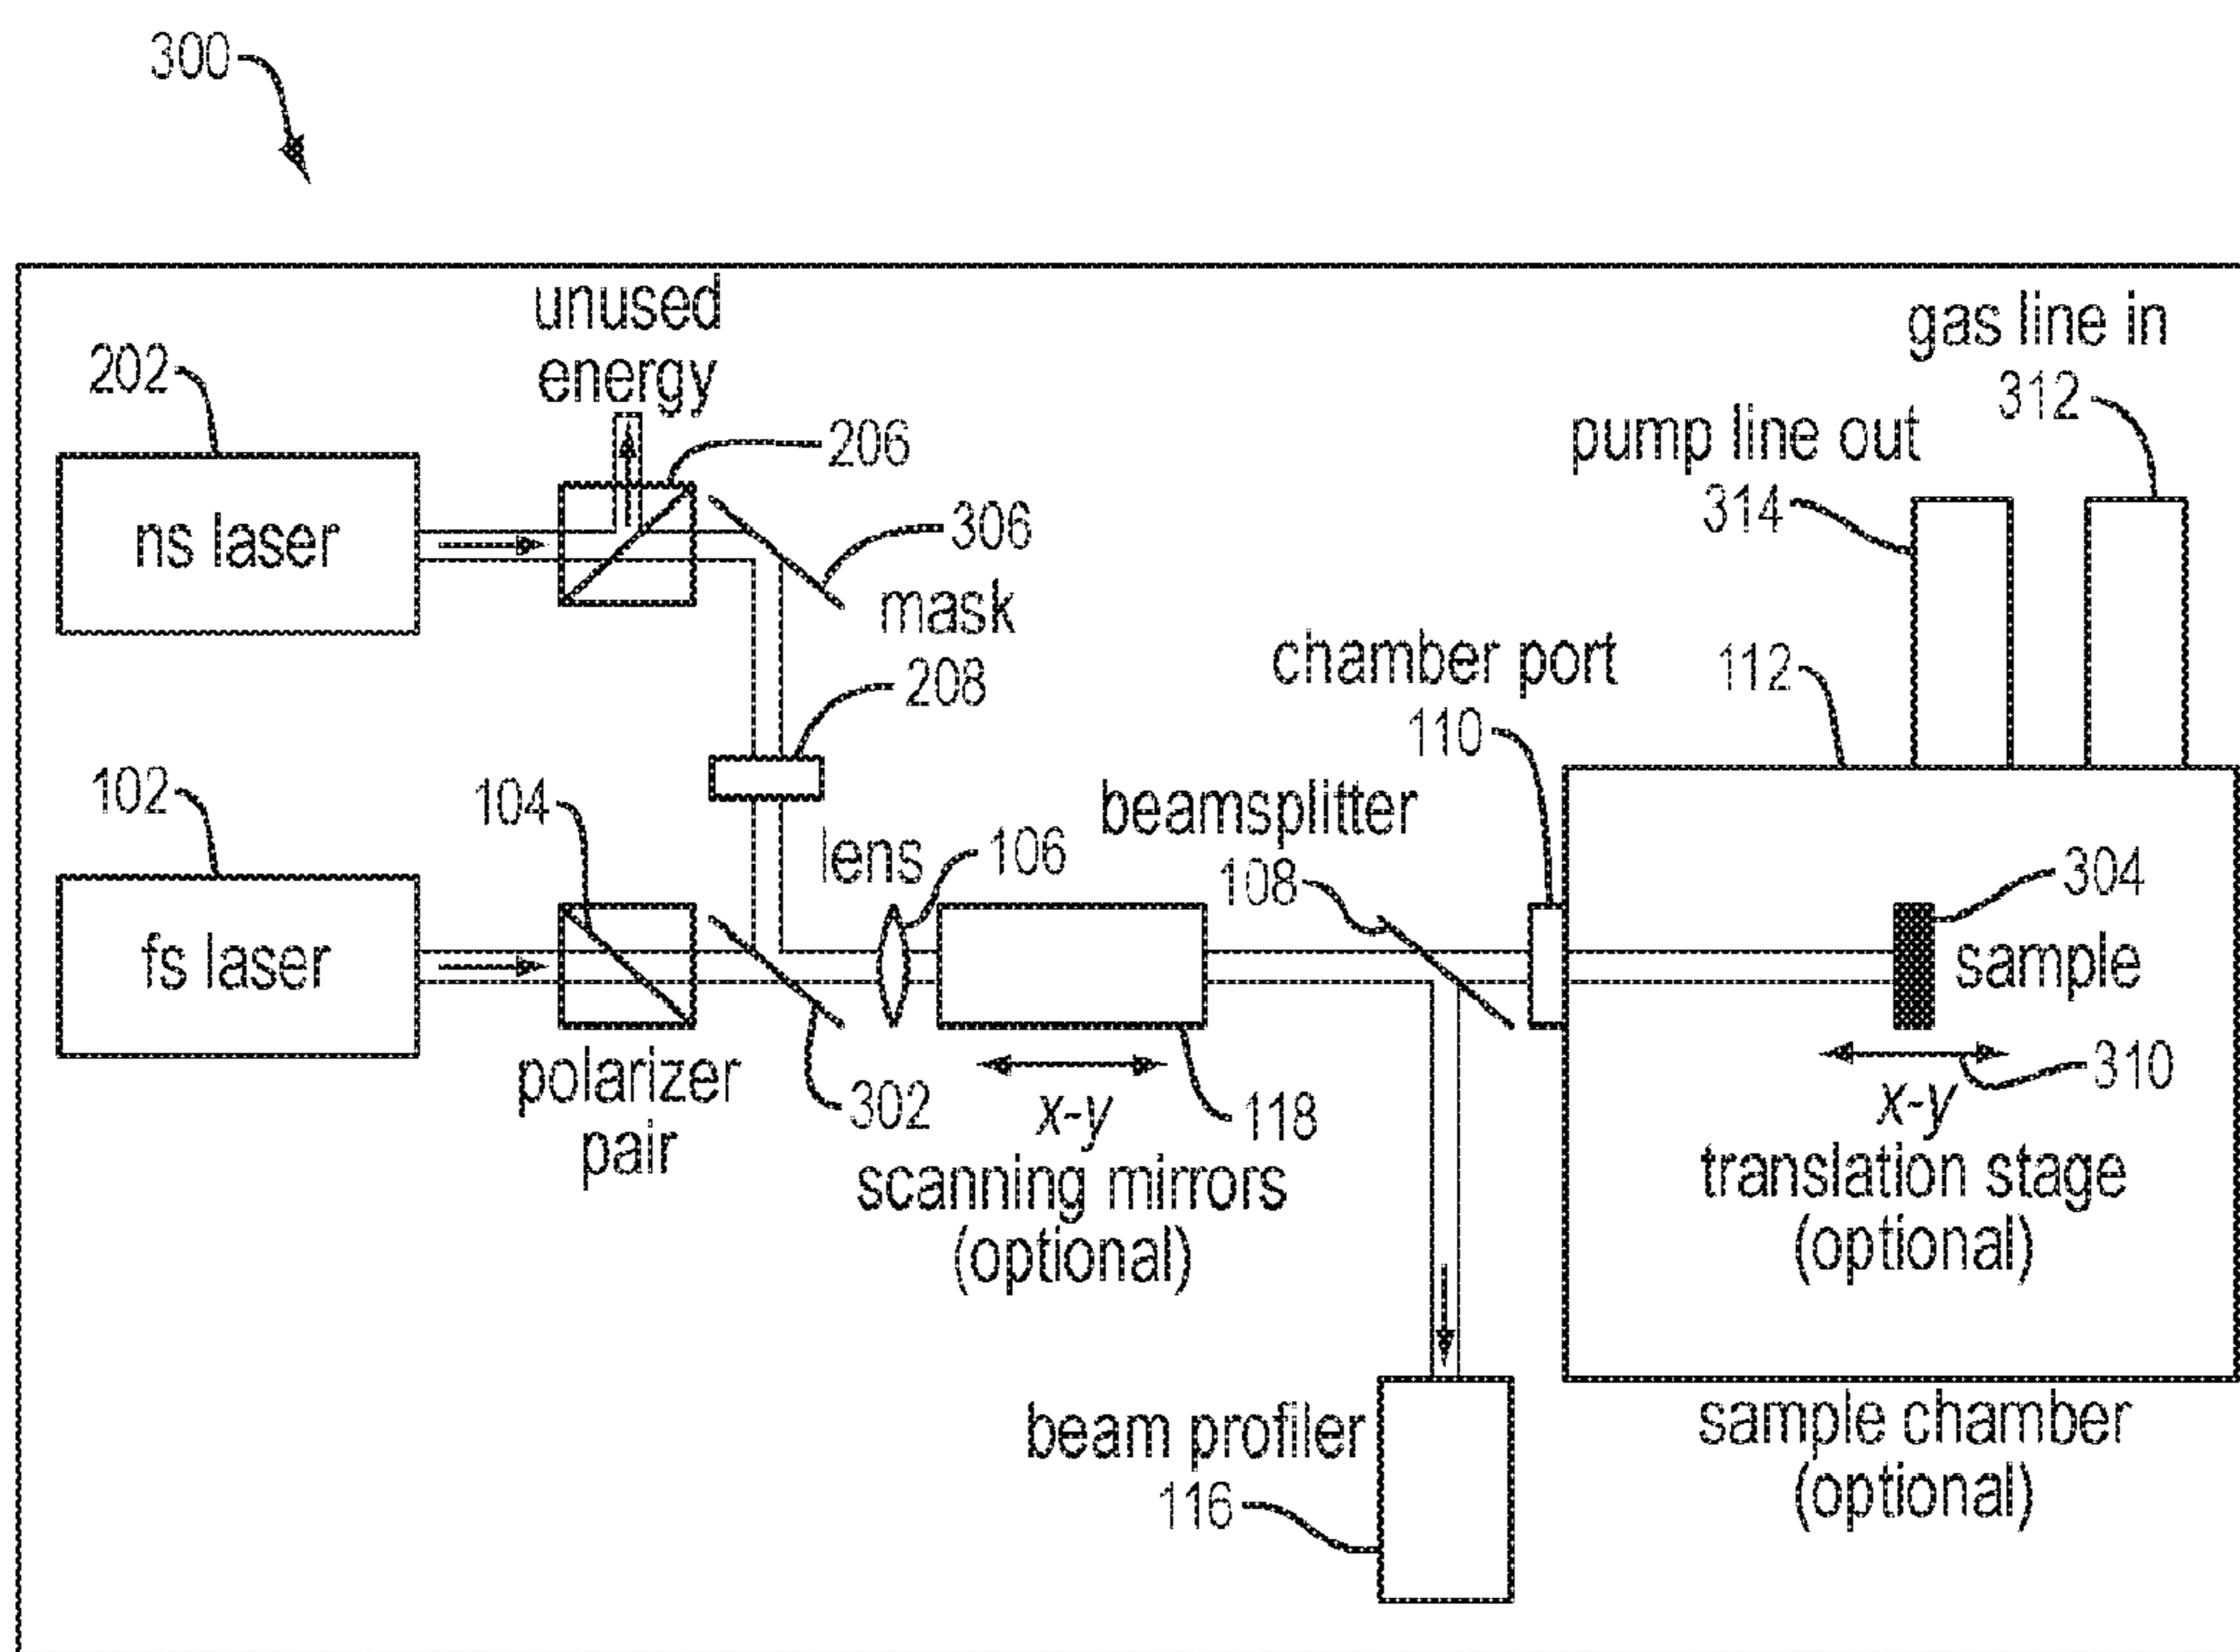 300
unused
energy
gas line in
312
202
206
pump line out
314
ns laser
306
mask
208
chamber port
110
112
102
104
lens
106
beamsplitter
108
304
fs laser
sample
polarizer
pair
302
x-y
118
scanning mirrors
(optional)
310
x-y
translation stage
(optional)
beam profiler
116
sample chamber
(optional)